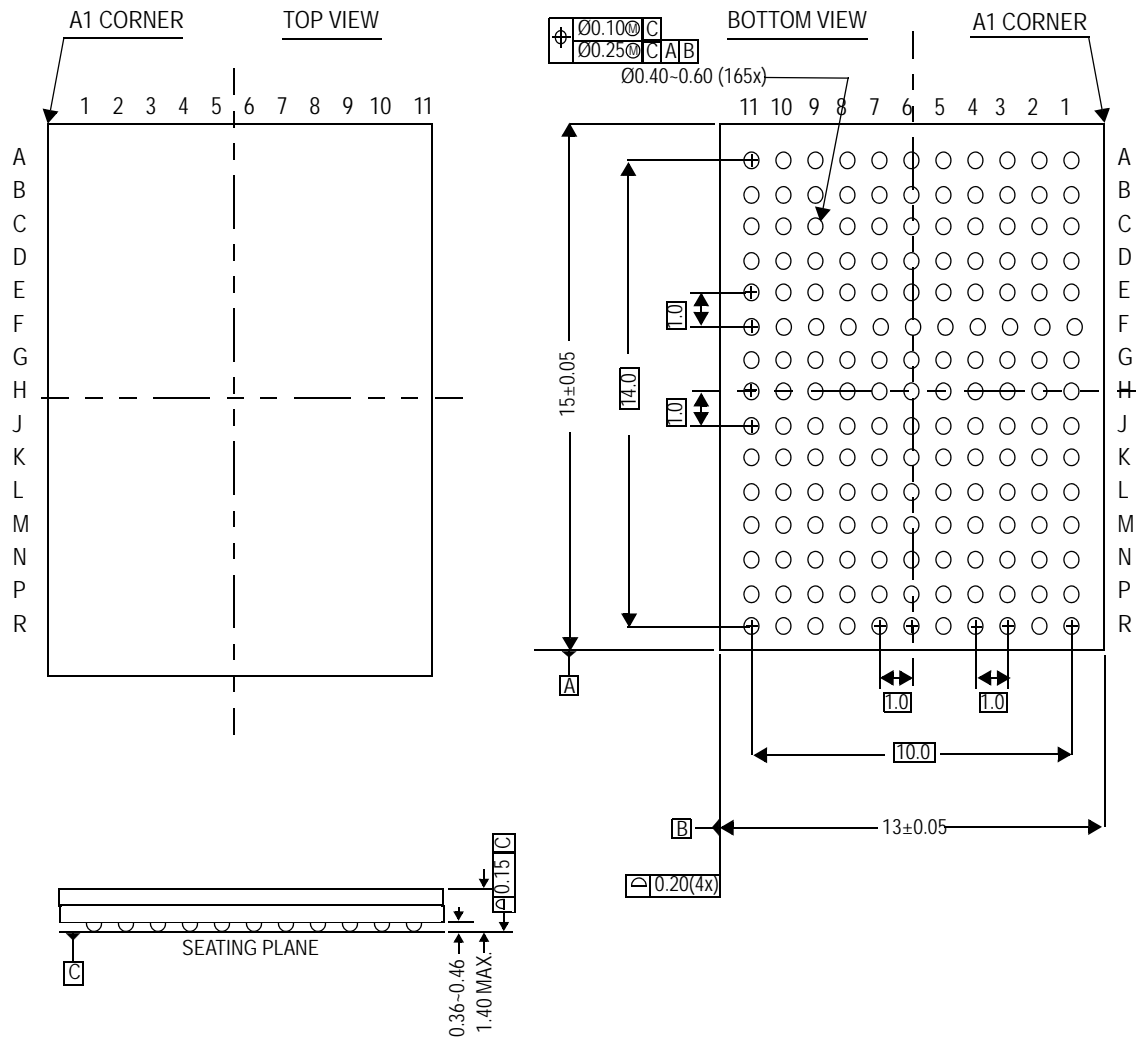 A1 CORNER
TOP VIEW
1 2 3 4 5 6 7 8 9 10 11
A
B
C
D
E
F
G
H
J
K
L
M
N
P
R
Ø0.10Ⓜ C
Ø0.25Ⓜ C A B
BOTTOM VIEW
A1 CORNER
Ø0.40~0.60 (165x)
11 10 9 8 7 6 5 4 3 2 1
A
B
C
D
E
F
G
H
J
K
L
M
N
P
R
15±0.05
14.0
1.0
1.0
A
1.0
1.0
10.0
B
13±0.05
0.20(4x)
0.15 C
SEATING PLANE
C
0.36~0.46
1.40 MAX.